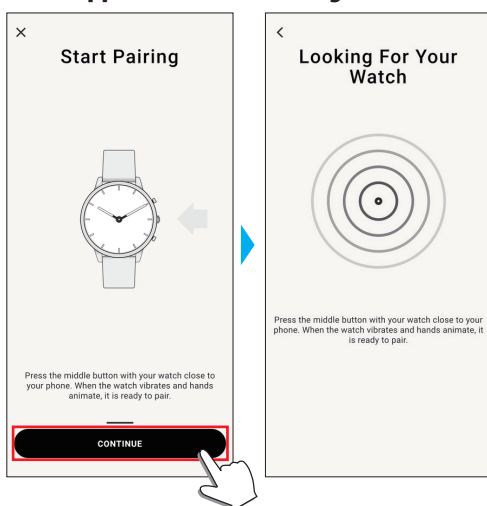 Start Pairing
Press the middle button with your watch close to
your phone. When the watch vibrates and hands
animate, it is ready to pair.
CONTINUE
Looking For Your
Watch
Press the middle button with your watch close to your
phone. When the watch vibrates and hands animate, it
is ready to pair.